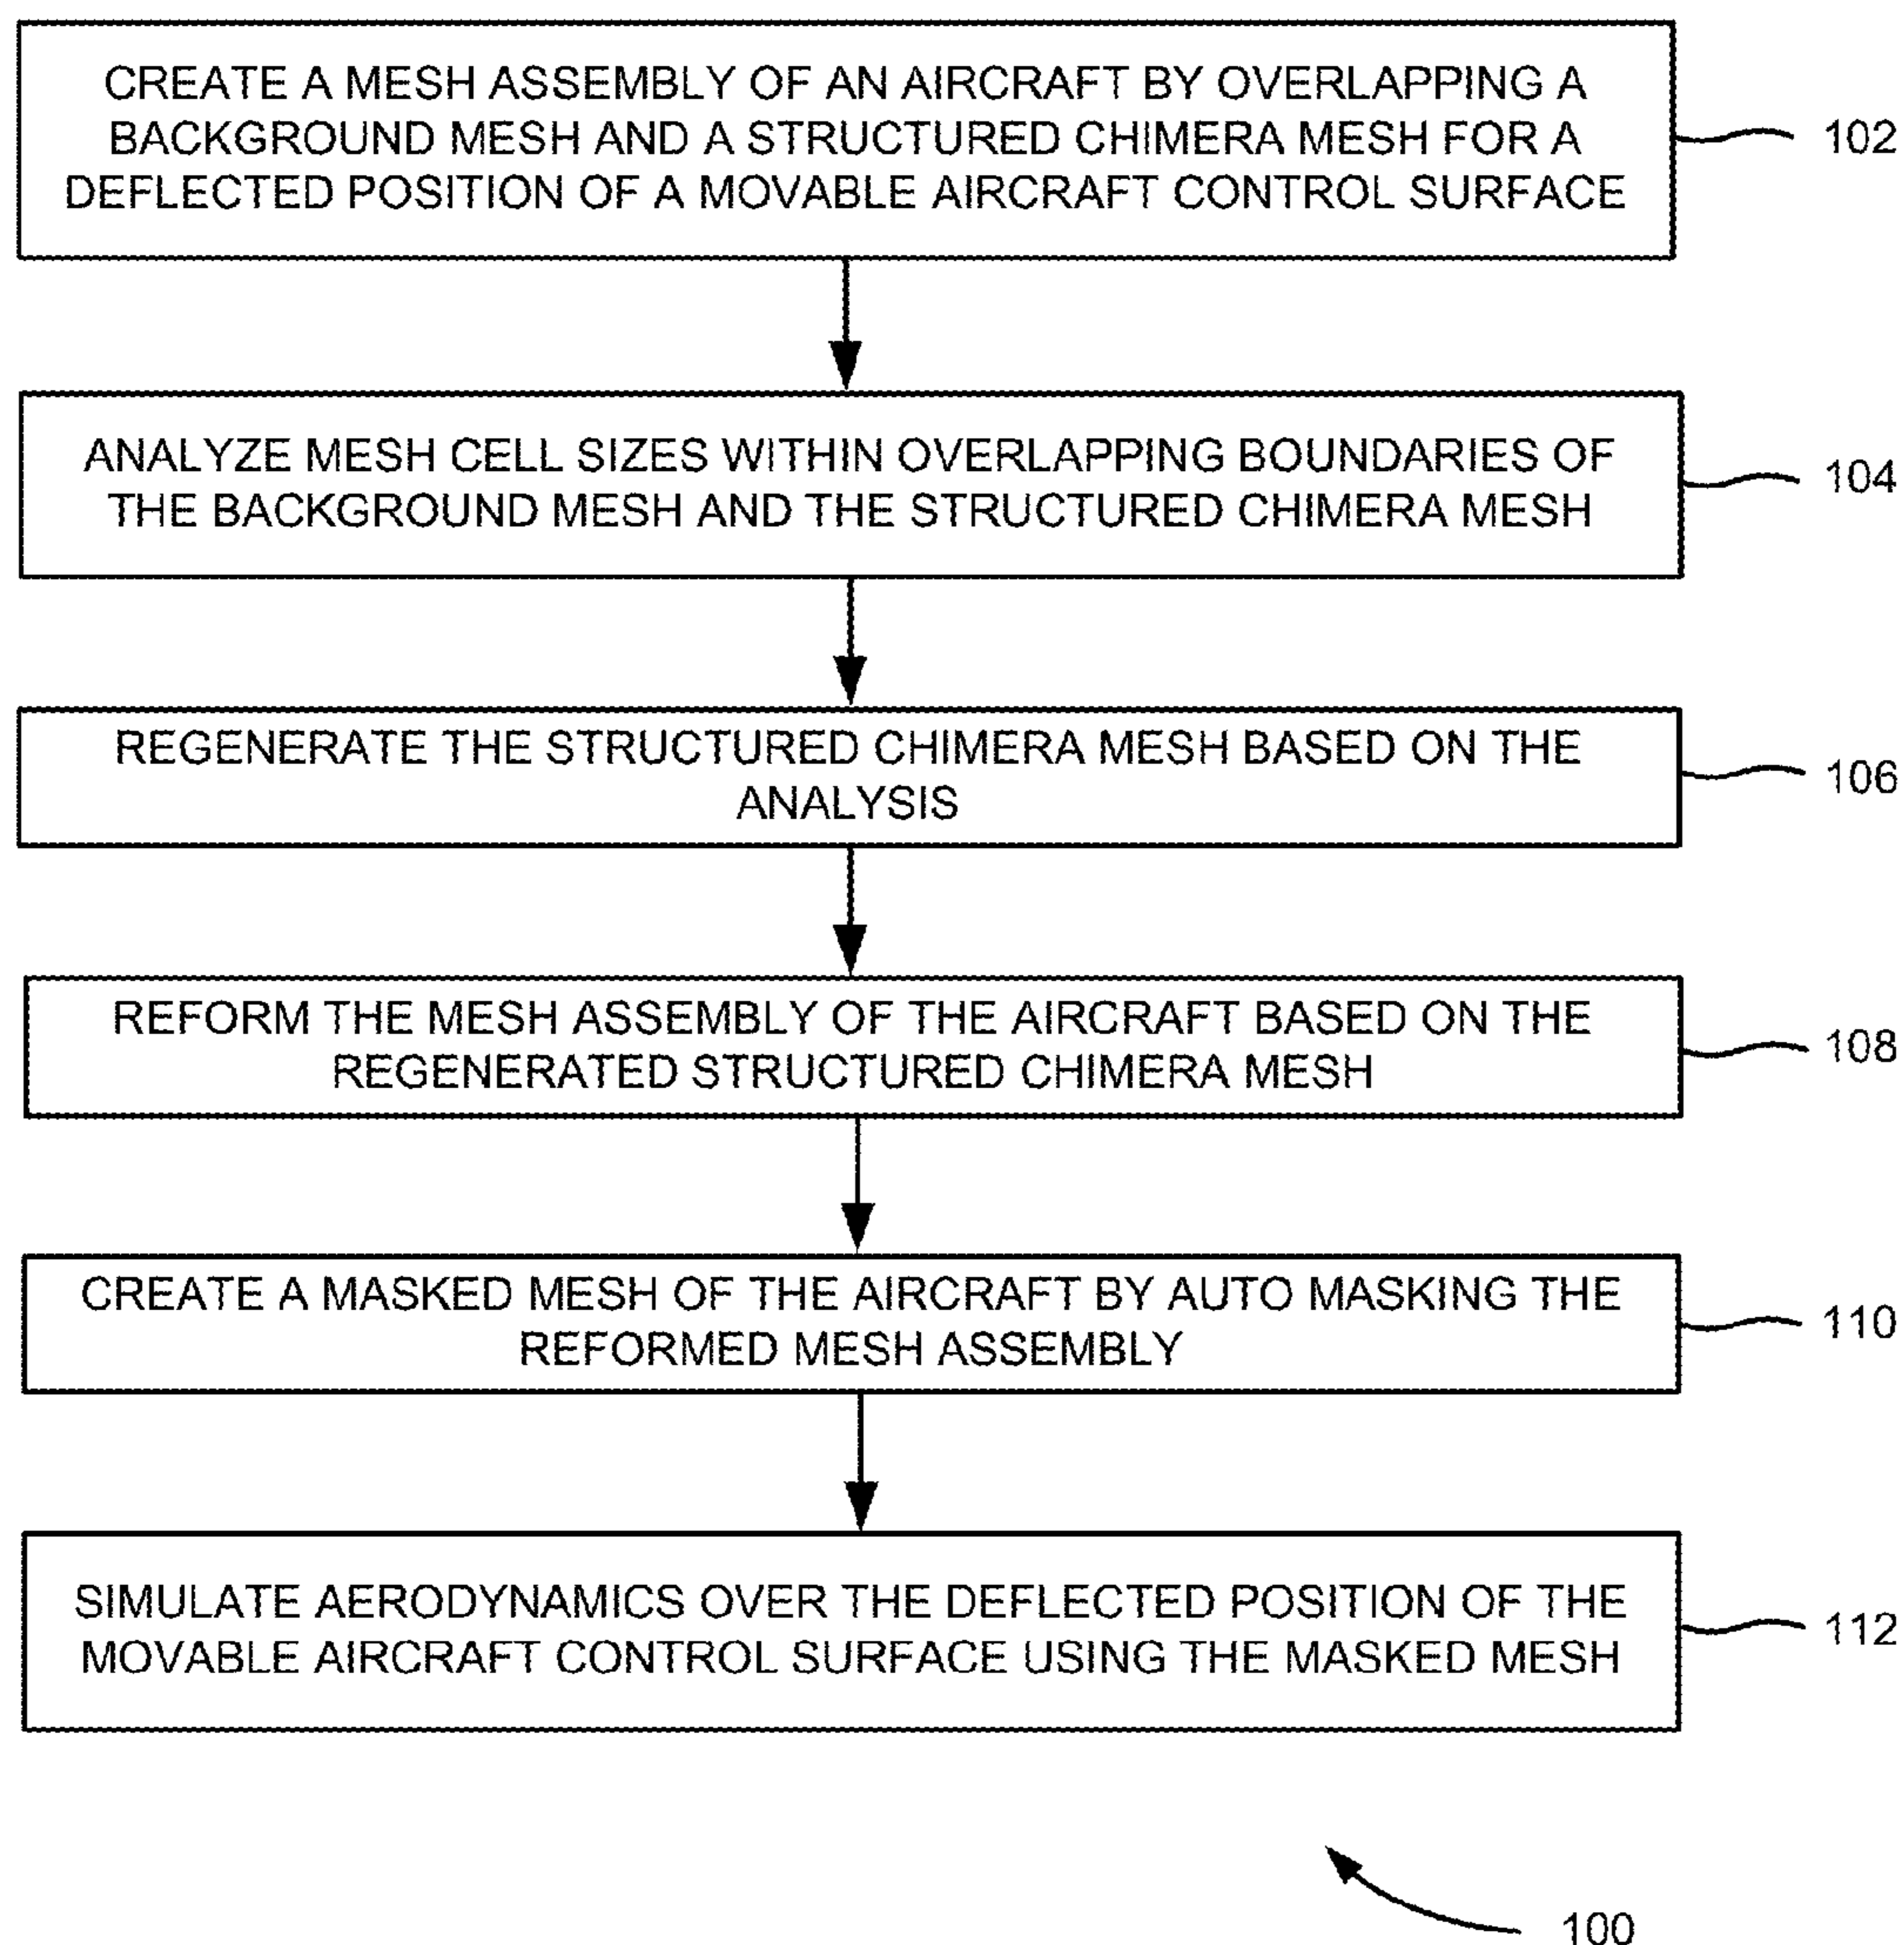 CREATE A MESH ASSEMBLY OF AN AIRCRAFT BY OVERLAPPING A
BACKGROUND MESH AND A STRUCTURED CHIMERA MESH FOR A
DEFLECTED POSITION OF A MOVABLE AIRCRAFT CONTROL SURFACE
102
ANALYZE MESH CELL SIZES WITHIN OVERLAPPING BOUNDARIES OF
THE BACKGROUND MESH AND THE STRUCTURED CHIMERA MESH
104
REGENERATE THE STRUCTURED CHIMERA MESH BASED ON THE
ANALYSIS
106
REFORM THE MESH ASSEMBLY OF THE AIRCRAFT BASED ON THE
REGENERATED STRUCTURED CHIMERA MESH
108
CREATE A MASKED MESH OF THE AIRCRAFT BY AUTO MASKING THE
REFORMED MESH ASSEMBLY
110
SIMULATE AERODYNAMICS OVER THE DEFLECTED POSITION OF THE
MOVABLE AIRCRAFT CONTROL SURFACE USING THE MASKED MESH
112
100